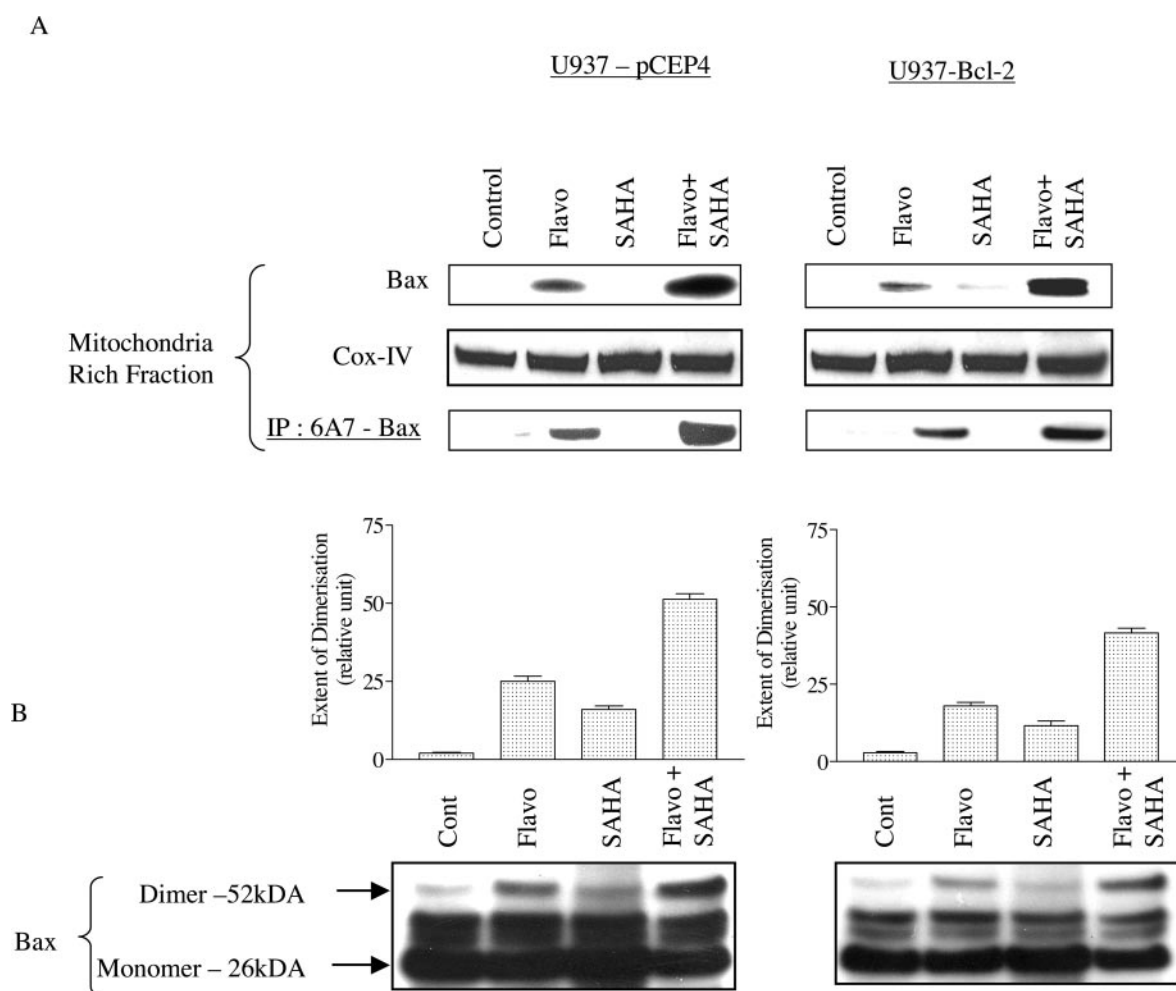 A
U937 – pCEP4
U937-Bcl-2
Control
Flavo
SAHA
Flavo+
SAHA
Control
Flavo
SAHA
Flavo+
SAHA
Mitochondria
Rich Fraction
Bax
Cox-IV
IP : 6A7 - Bax
B
Extent of Dimerisation
(relative unit)
75
50
25
0
Cont
Flavo
SAHA
Flavo +
SAHA
Extent of Dimerisation
(relative unit)
75
50
25
0
Cont
Flavo
SAHA
Flavo +
SAHA
Bax
Dimer –52kDA
Monomer – 26kDA